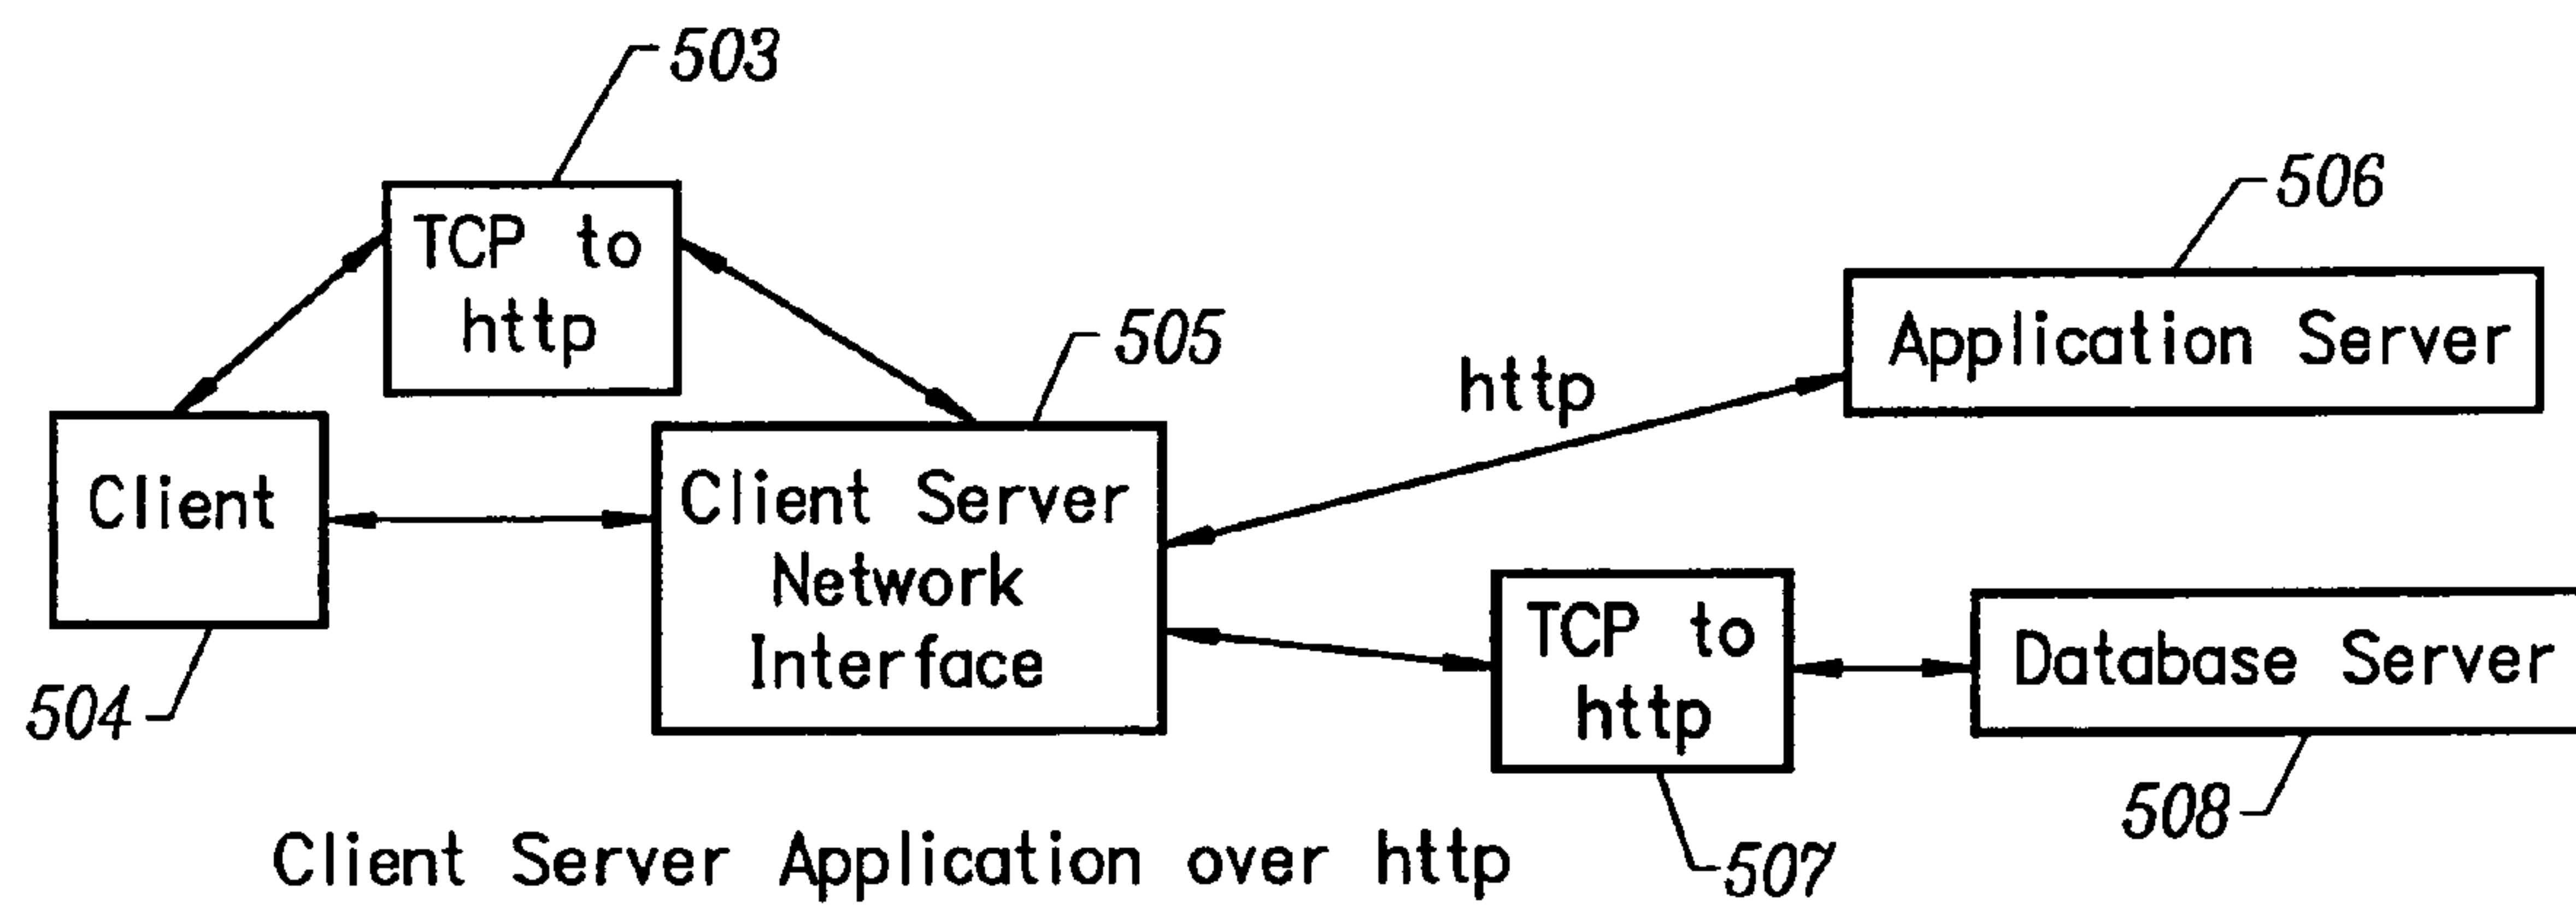 503
TCP to
http
506
Application Server
505
http
Client
Client Server
Network
Interface
TCP to
http
Database Server
504
508
507
Client Server Application over http